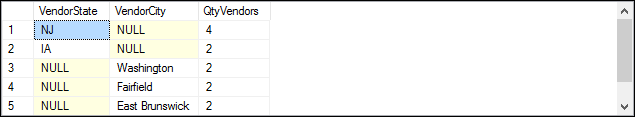 VendorState VendorCity QtyVendors
1 NJ NULL 4
2 IA NULL 2
3 NULL Washington 2
4 NULL Fairfield 2
5 NULL East Brunswick 2